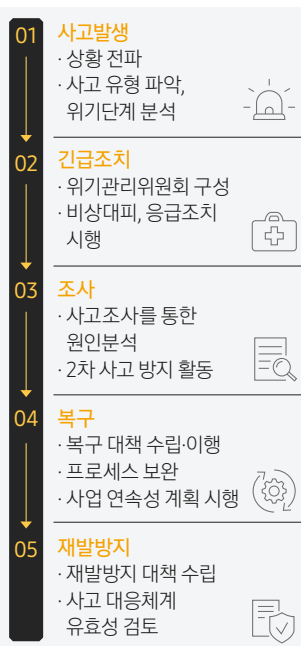 01 사고발생
· 상황 전파
· 사고 유형 파악,
위기단계 분석
02 긴급조치
· 위기관리위원회 구성
· 비상대피, 응급조치
시행
03 조사
· 사고조사를 통한
원인분석
· 2차 사고 방지 활동
04 복구
· 복구 대책 수립·이행
· 프로세스 보완
· 사업 연속성 계획 시행
05 재발방지
· 재발방지 대책 수립
· 사고 대응체계
유효성 검토